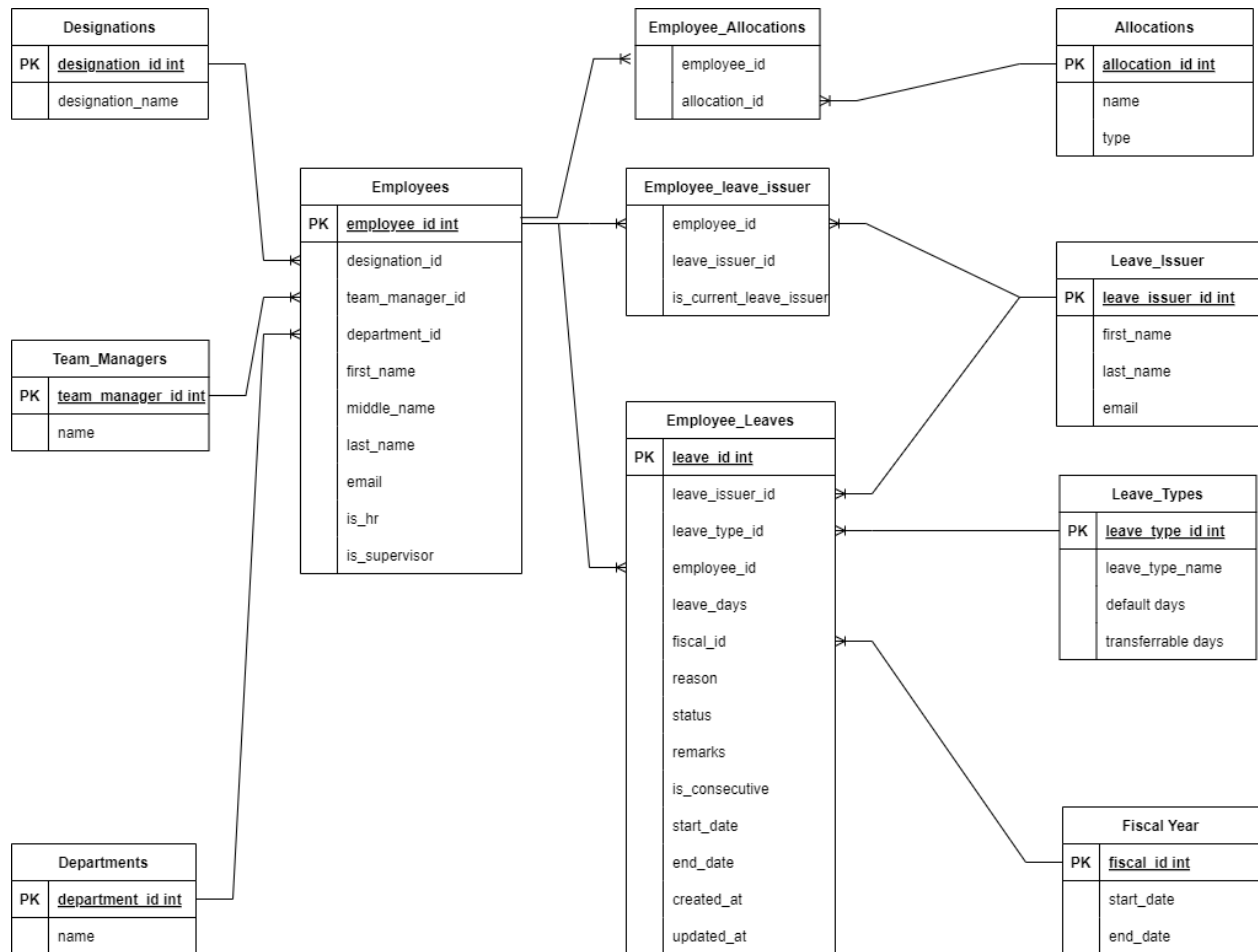 Designations
PK designation_id int
designation_name
Employee_Allocations
employee_id
allocation_id
Allocations
PK allocation_id int
name
type
Employees
PK employee_id int
designation_id
team_manager_id
department_id
first_name
middle_name
last_name
email
is_hr
is_supervisor
Employee_leave_issuer
employee_id
leave_issuer_id
is_current_leave_issuer
Leave_Issuer
PK leave_issuer_id int
first_name
last_name
email
Team_Managers
PK team_manager_id int
name
Employee_Leaves
PK leave_id int
leave_issuer_id
leave_type_id
employee_id
leave_days
fiscal_id
reason
status
remarks
is_consecutive
start_date
end_date
created_at
updated_at
Leave_Types
PK leave_type_id int
leave_type_name
default days
transferrable days
Departments
PK department_id int
name
Fiscal Year
PK fiscal_id int
start_date
end_date